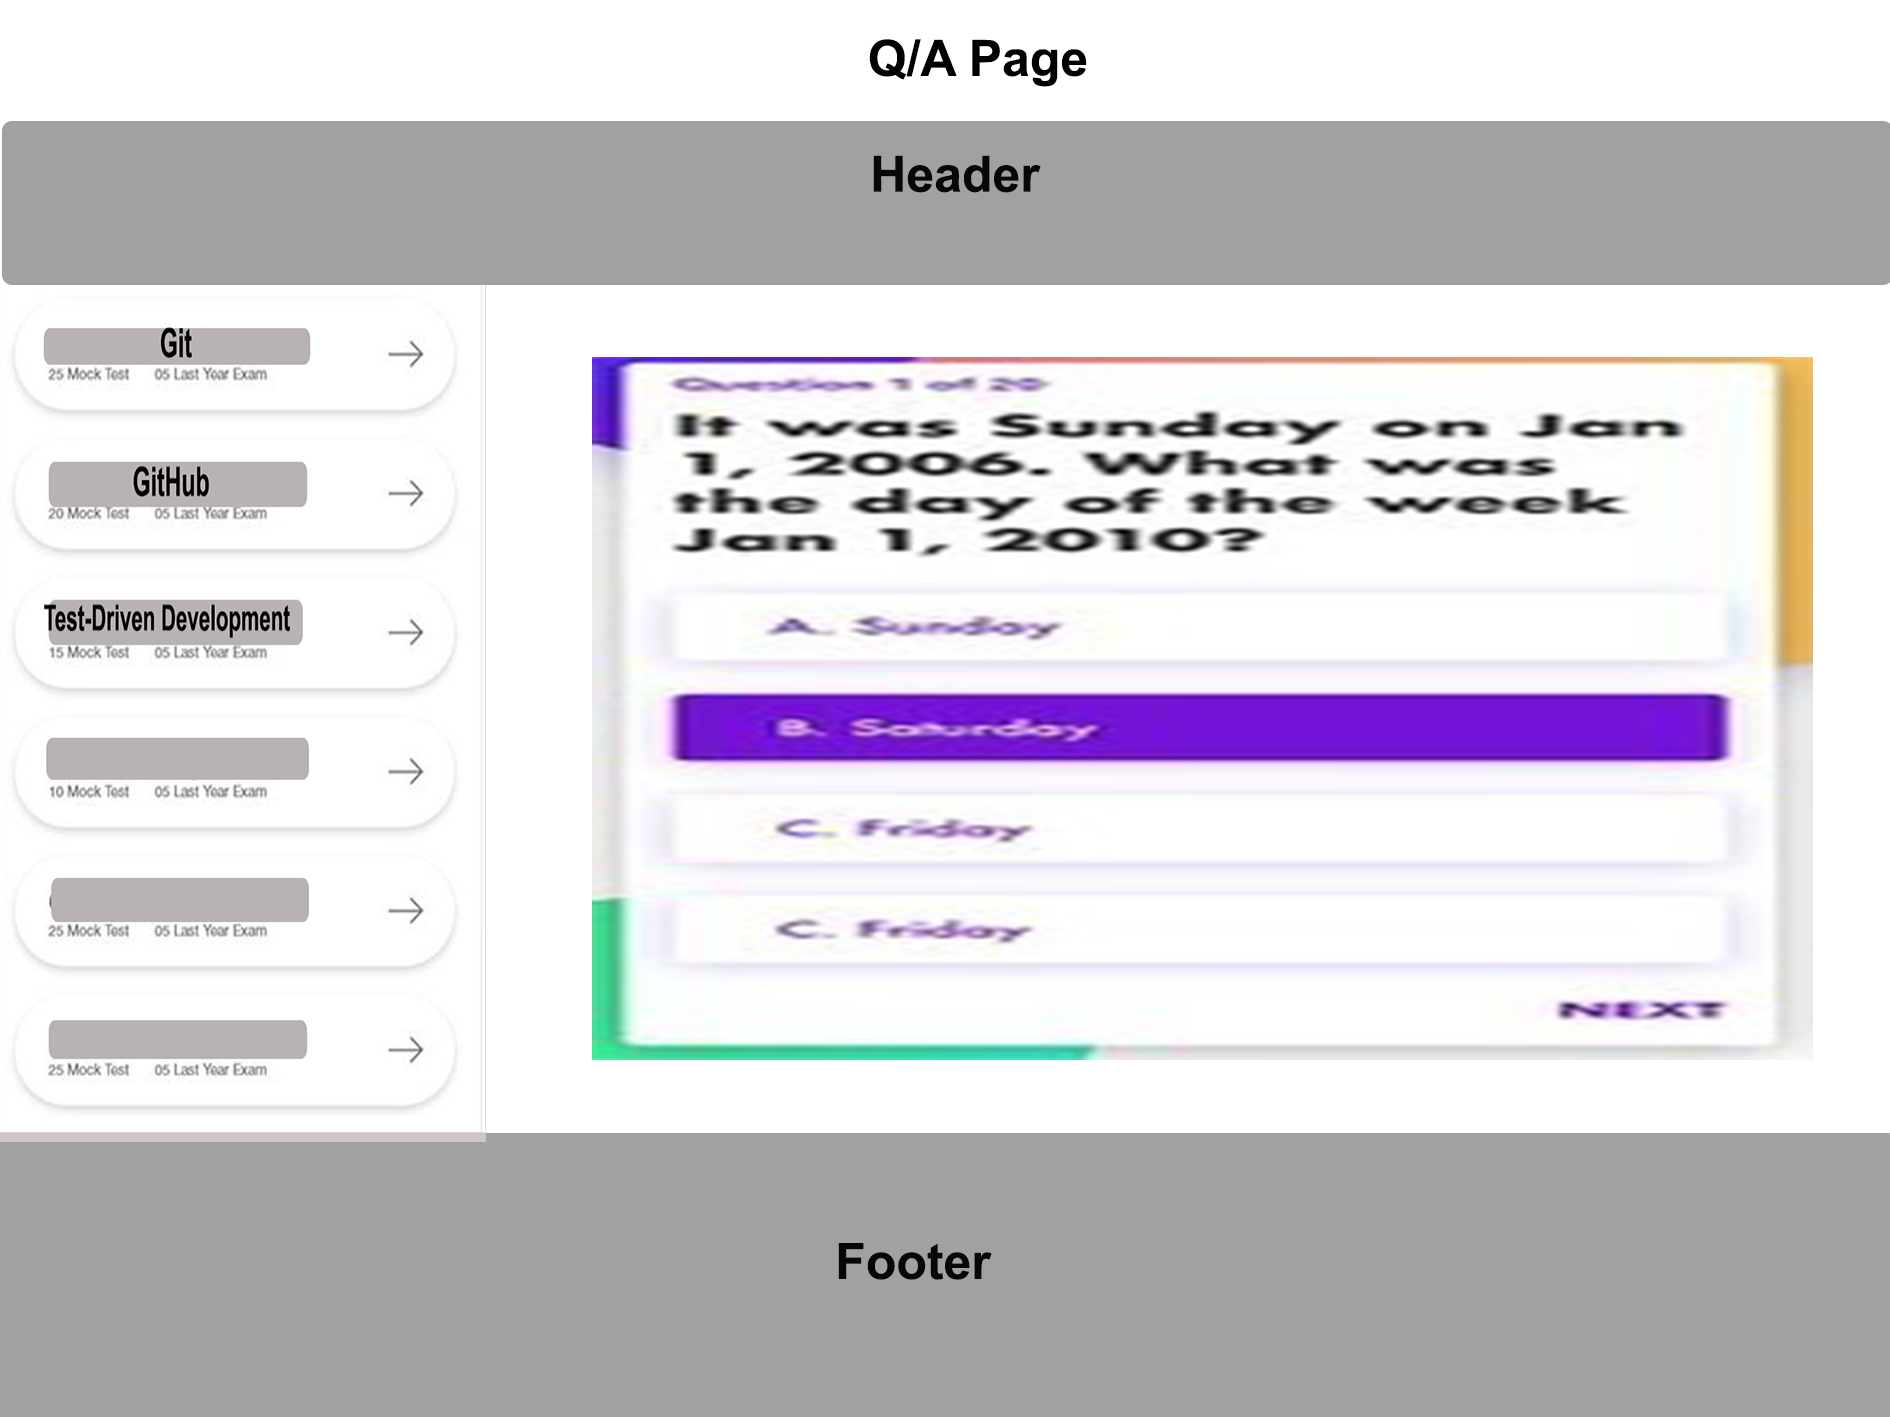 Q/A Page
Header
Git
25 Mock Test 05 Last Year Exam
GitHub
20 Mock Test 05 Last Year Exam
Test-Driven Development
15 Mock Test 05 Last Year Exam
10 Mock Test 05 Last Year Exam
25 Mock Test 05 Last Year Exam
25 Mock Test 05 Last Year Exam
Question 1 of 20
It was Sunday on Jan
1, 2006. What was
the day of the week
Jan 1, 2010?
A. Sunday
B. Saturday
C. Friday
C. Friday
NEXT
Footer